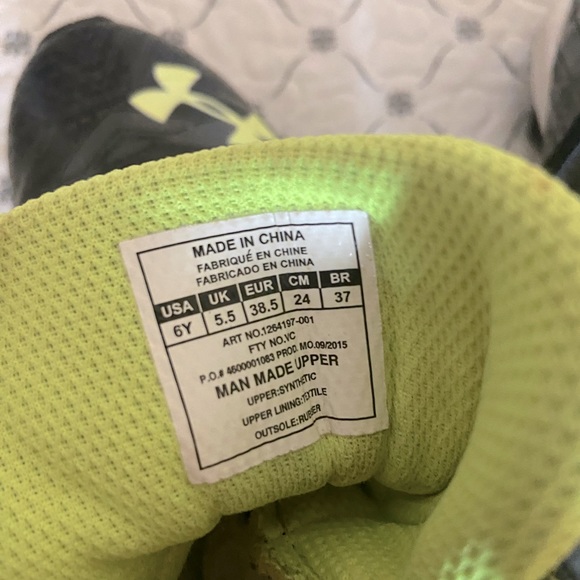 MADE IN CHINA
FABRIQUÉ EN CHINE
FABRICADO EN CHINA
USA UK EUR CM BR
6Y 5.5 38.5 24 37
ART NO.1264197-001
FTY NO.VC
P.O.# 4600001083 PROD. MO.09/2015
MAN MADE UPPER
UPPER:SYNTHETIC
UPPER LINING:TEXTILE
OUTSOLE:RUBBER